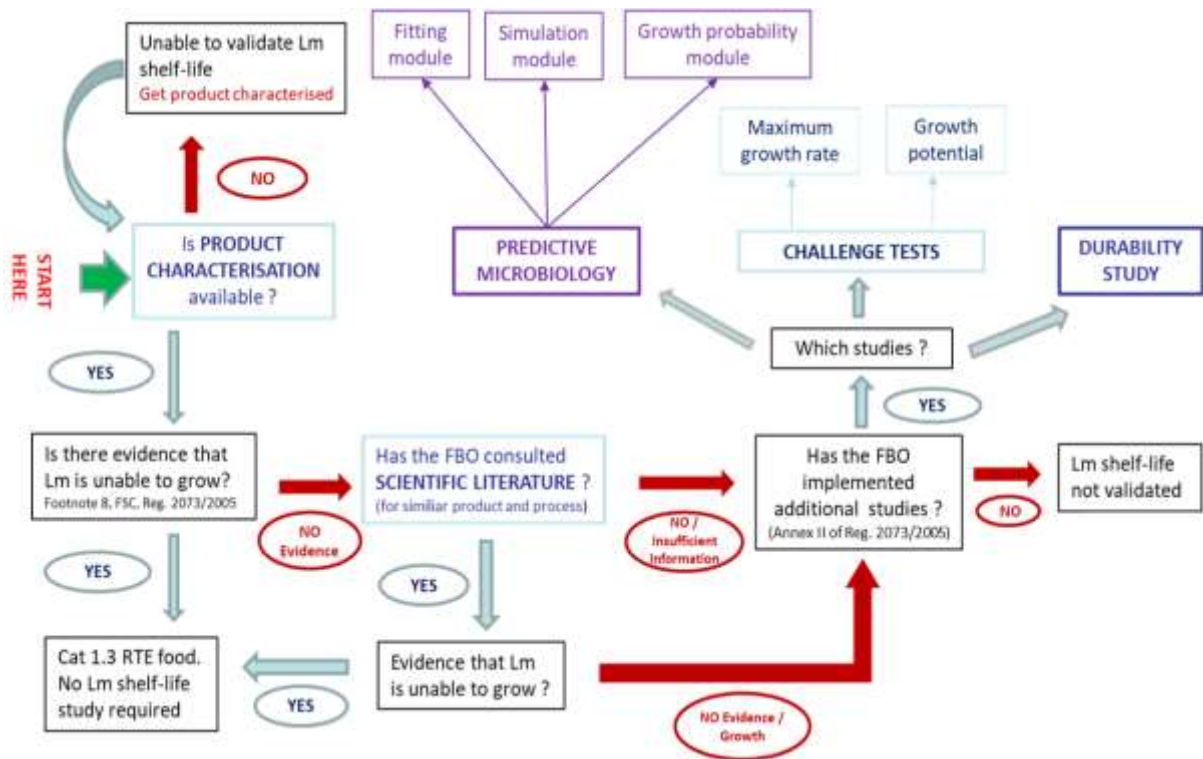 Unable to validate Lm
shelf-life
Get product characterised
Fitting
module
Simulation
module
Growth probability
module
Maximum
growth rate
Growth
potential
NO
START
HERE
Is PRODUCT
CHARACTERISATION
available ?
PREDICTIVE
MICROBIOLOGY
CHALLENGE TESTS
DURABILITY
STUDY
Which studies ?
YES
YES
Is there evidence that
Lm is unable to grow?
Footnote 8, FSC, Reg. 2073/2005
NO
Evidence
Has the FBO consulted
SCIENTIFIC LITERATURE ?
(for similiar product and process)
NO /
Insufficient
Information
Has the FBO
implemented
additional studies ?
(Annex II of Reg. 2073/2005)
NO
Lm shelf-life
not validated
YES
YES
Cat 1.3 RTE food.
No Lm shelf-life
study required
YES
Evidence that Lm
is unable to grow ?
NO Evidence /
Growth